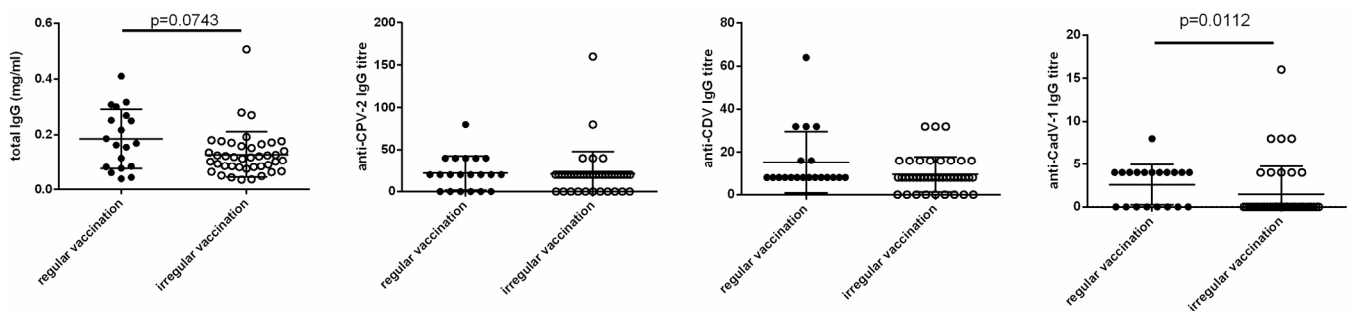 p=0.0743
total IgG (mg/ml)
0.6
0.4
0.2
0.0
regular vaccination
irregular vaccination
anti-CPV-2 IgG titre
200
150
100
50
0
regular vaccination
irregular vaccination
anti-CDV IgG titre
80
60
40
20
0
regular vaccination
irregular vaccination
p=0.0112
anti-CadV-1 IgG titre
20
15
10
5
0
regular vaccination
irregular vaccination